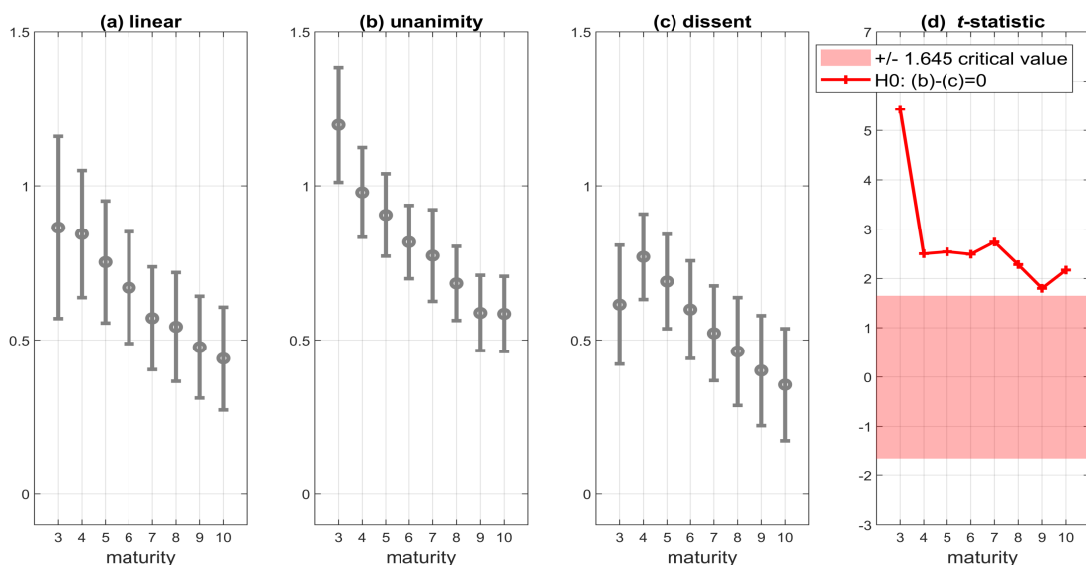 (a) linear
1.5
1
0.5
0
3 4 5 6 7 8 9 10
maturity
(b) unanimity
1.5
1
0.5
0
3 4 5 6 7 8 9 10
maturity
(c) dissent
1.5
1
0.5
0
3 4 5 6 7 8 9 10
maturity
(d) t-statistic
+/- 1.645 critical value
H0: (b)-(c)=0
7
5
4
3
2
1
0
-1
-2
-3
3 4 5 6 7 8 9 10
maturity